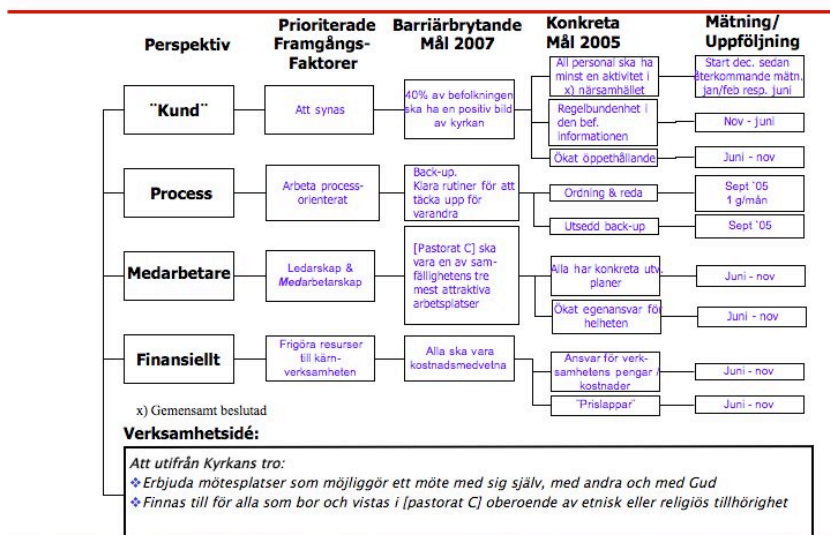 Perspektiv
Prioriterade
Framgångs-
Faktorer
Barriärbrytande
Mål 2007
Konkreta
Mål 2005
Mätning/
Uppföljning
¨Kund¨
Att synas
40% av befolkningen
ska ha en positiv bild
av kyrkan
All personal ska ha
minst en aktivitet i
x) närsamhället
Start dec. sedan
återkommande mätn.
jan/feb resp. juni
Regelbundenhet i
den bef.
informationen
Nov - juni
Ökat öppethållande
Juni - nov
Process
Arbeta process-
orienterat
Back-up.
Klara rutiner för att
täcka upp för
varandra
Ordning & reda
Sept ´05
1 g/mån
Utsedd back-up
Sept ´05
Medarbetare
Ledarskap &
Medarbetarskap
[Pastorat C] ska
vara en av sam-
fällighetens tre
mest attraktiva
arbetsplatser
Alla har konkreta utv.
planer
Juni - nov
Ökat egenansvar för
helheten
Juni - nov
Finansiellt
Frigöra resurser
till kärn-
verksamheten
Alla ska vara
kostnadsmedvetna
Ansvar för verk-
samhetens pengar /
kostnader
Juni - nov
¨Prislappar¨
Juni - nov
x) Gemensamt beslutad
Verksamhetsidé:
Att utifrån Kyrkans tro:
❖Erbjuda mötesplatser som möjliggör ett möte med sig själv, med andra och med Gud
❖Finnas till för alla som bor och vistas i [pastorat C] oberoende av etnisk eller religiös tillhörighet